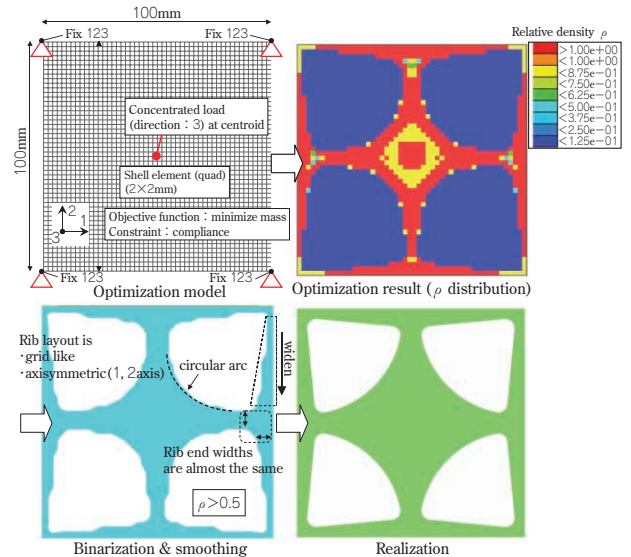 100mm
Fix 123
Fix 123
100mm
Concentrated load
(direction：3) at centroid
Shell element (quad)
(2×2mm)
Objective function：minimize mass
Constraint：compliance
2
1
3
Fix 123
Fix 123
Optimization model
Relative density ρ
>1.00e+00
<1.00e+00
<8.75e−01
<7.50e−01
<6.25e−01
<5.00e−01
<3.75e−01
<2.50e−01
<1.25e−01
Optimization result (ρ distribution)
Rib layout is
・grid like
・axisymmetric(1, 2axis)
circular arc
widen
Rib end widths
are almost the same
ρ>0.5
Binarization & smoothing
Realization